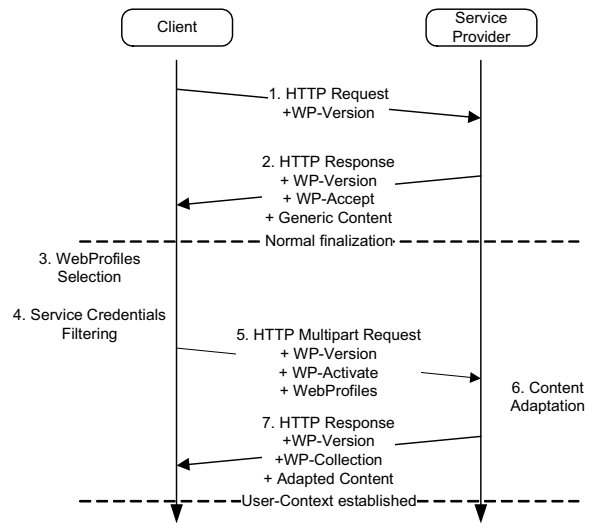 Client
Service
Provider
1. HTTP Request
+WP-Version
2. HTTP Response
+ WP-Version
+ WP-Accept
+ Generic Content
Normal finalization
3. WebProfiles
Selection
4. Service Credentials
Filtering
5. HTTP Multipart Request
+ WP-Version
+ WP-Activate
+ WebProfiles
6. Content
Adaptation
7. HTTP Response
+WP-Version
+WP-Collection
+ Adapted Content
User-Context established